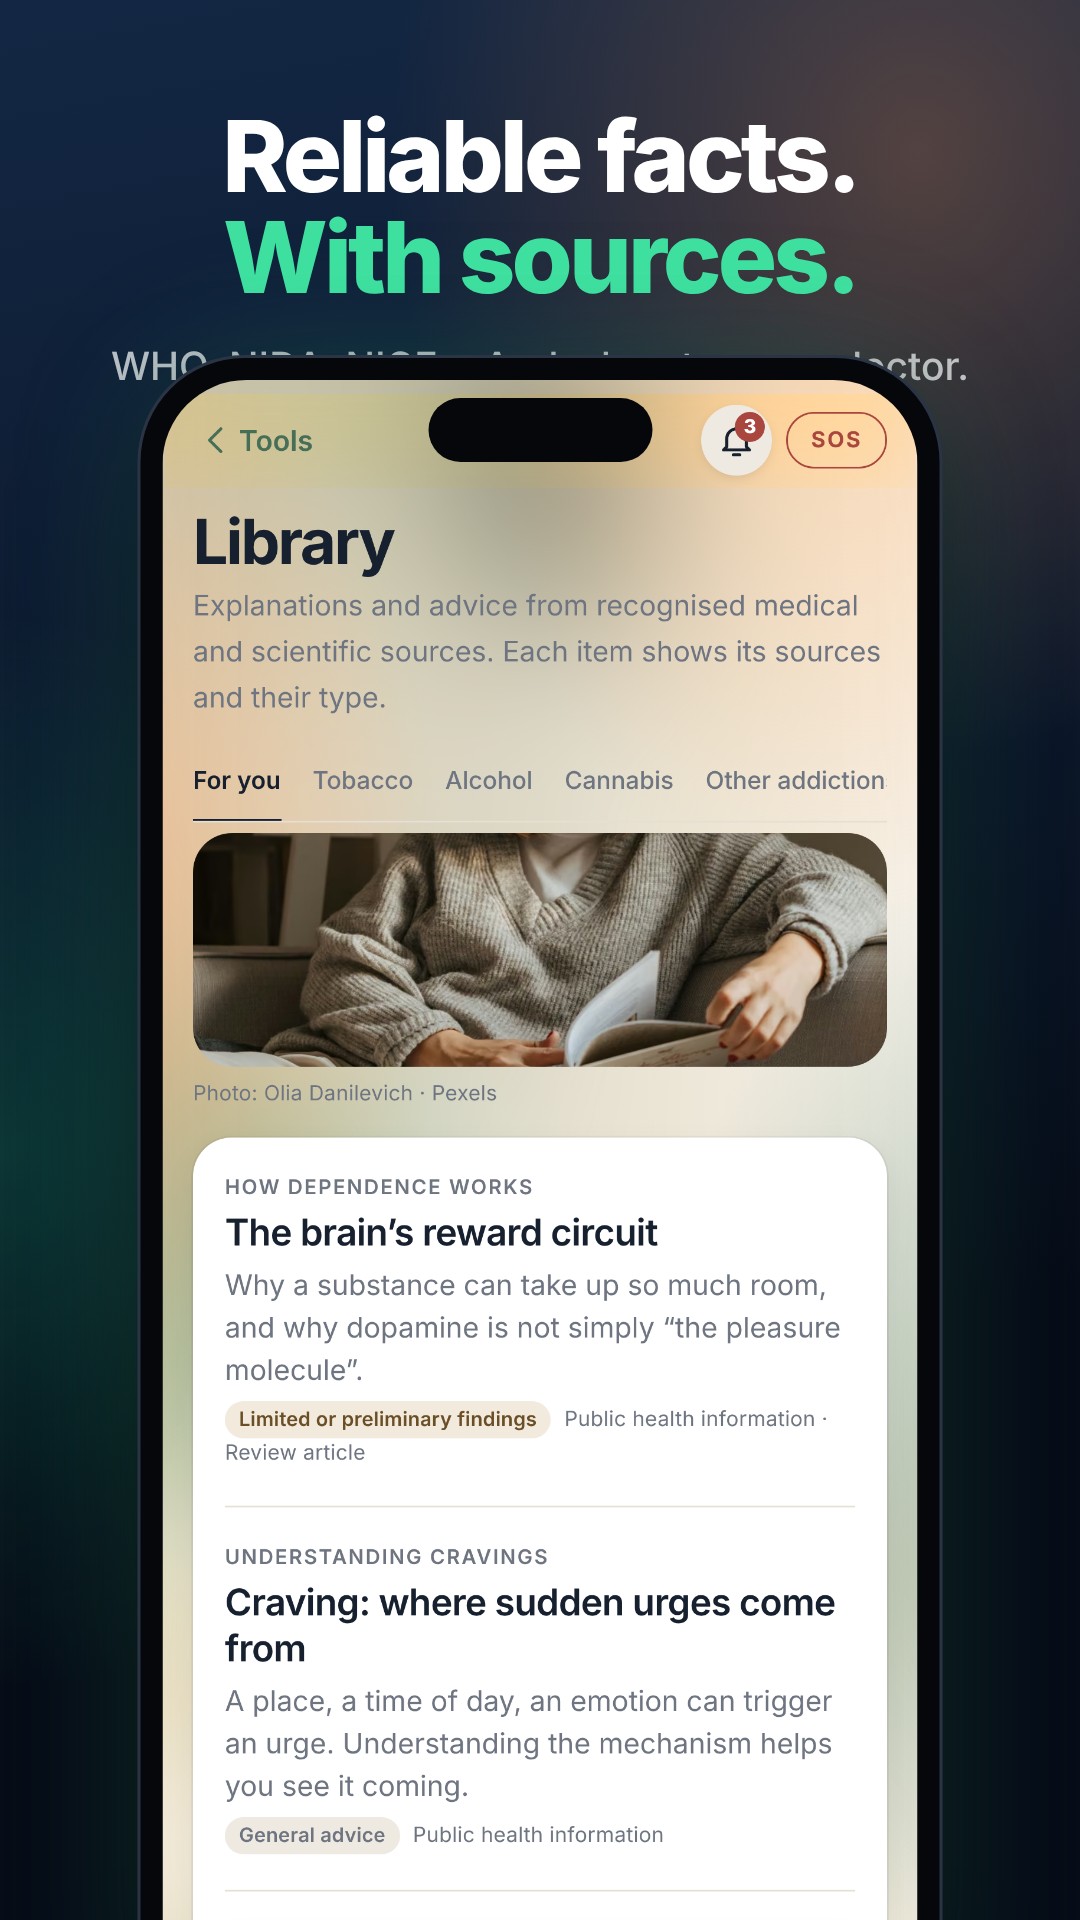 Reliable facts.
With sources.
WHO, NIDA, NICE doctor.
Tools
3
SOS
Library
Explanations and advice from recognised medical
and scientific sources. Each item shows its sources
and their type.
For you Tobacco Alcohol Cannabis Other addiction
Photo: Olia Danilevich · Pexels
HOW DEPENDENCE WORKS
The brain’s reward circuit
Why a substance can take up so much room,
and why dopamine is not simply “the pleasure
molecule”.
Limited or preliminary findings Public health information ·
Review article
UNDERSTANDING CRAVINGS
Craving: where sudden urges come
from
A place, a time of day, an emotion can trigger
an urge. Understanding the mechanism helps
you see it coming.
General advice Public health information